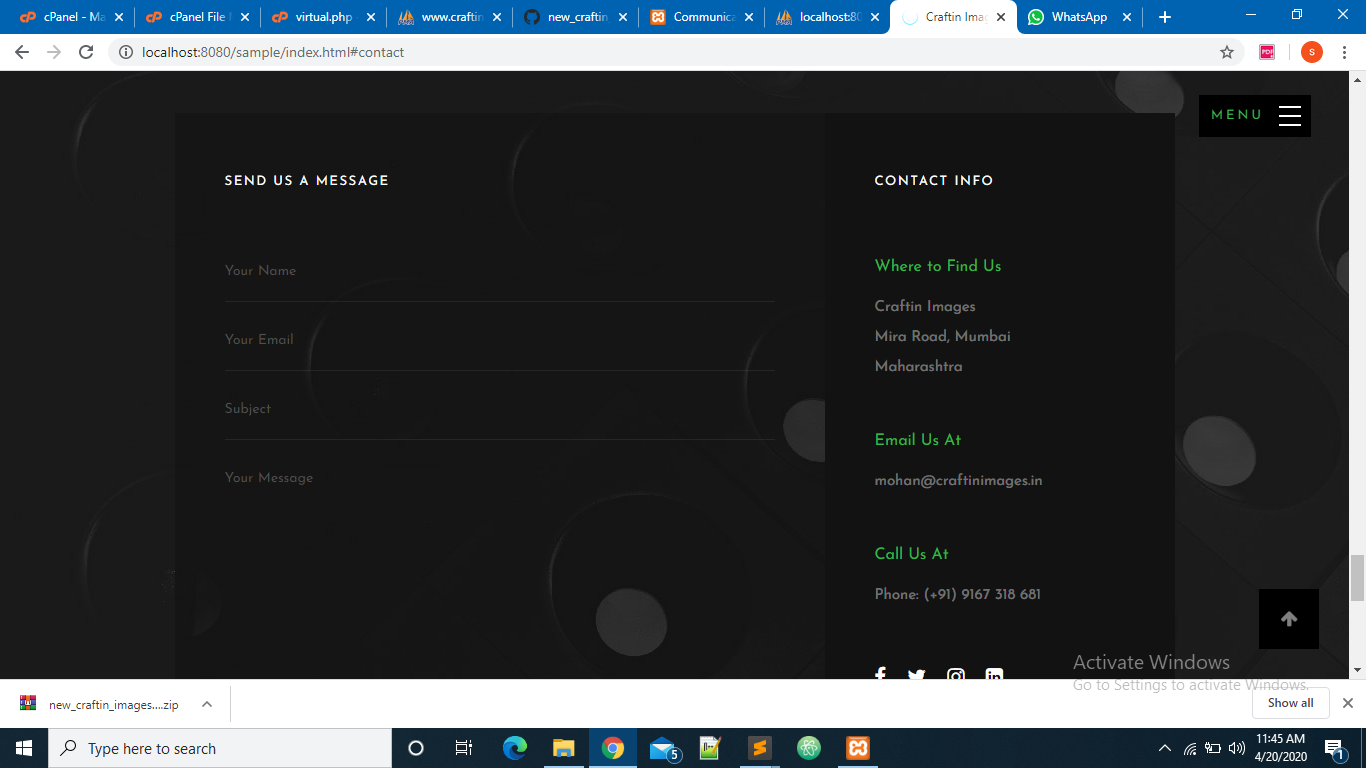 cPanel - Ma
cPanel File
virtual.php
www.craftin
new_craftin
Communica
localhost:80
Craftin Imag
WhatsApp
localhost:8080/sample/index.html#contact
PDF
s
MENU
SEND US A MESSAGE
Your Name
Your Email
Subject
Your Message
CONTACT INFO
Where to Find Us
Craftin Images
Mira Road, Mumbai
Maharashtra
Email Us At
mohan@craftinimages.in
Call Us At
Phone: (+91) 9167 318 681
Activate Windows
Go to Settings to activate Windows.
new_craftin_images....zip
Show all
Type here to search
5
11:45 AM
4/20/2020
1